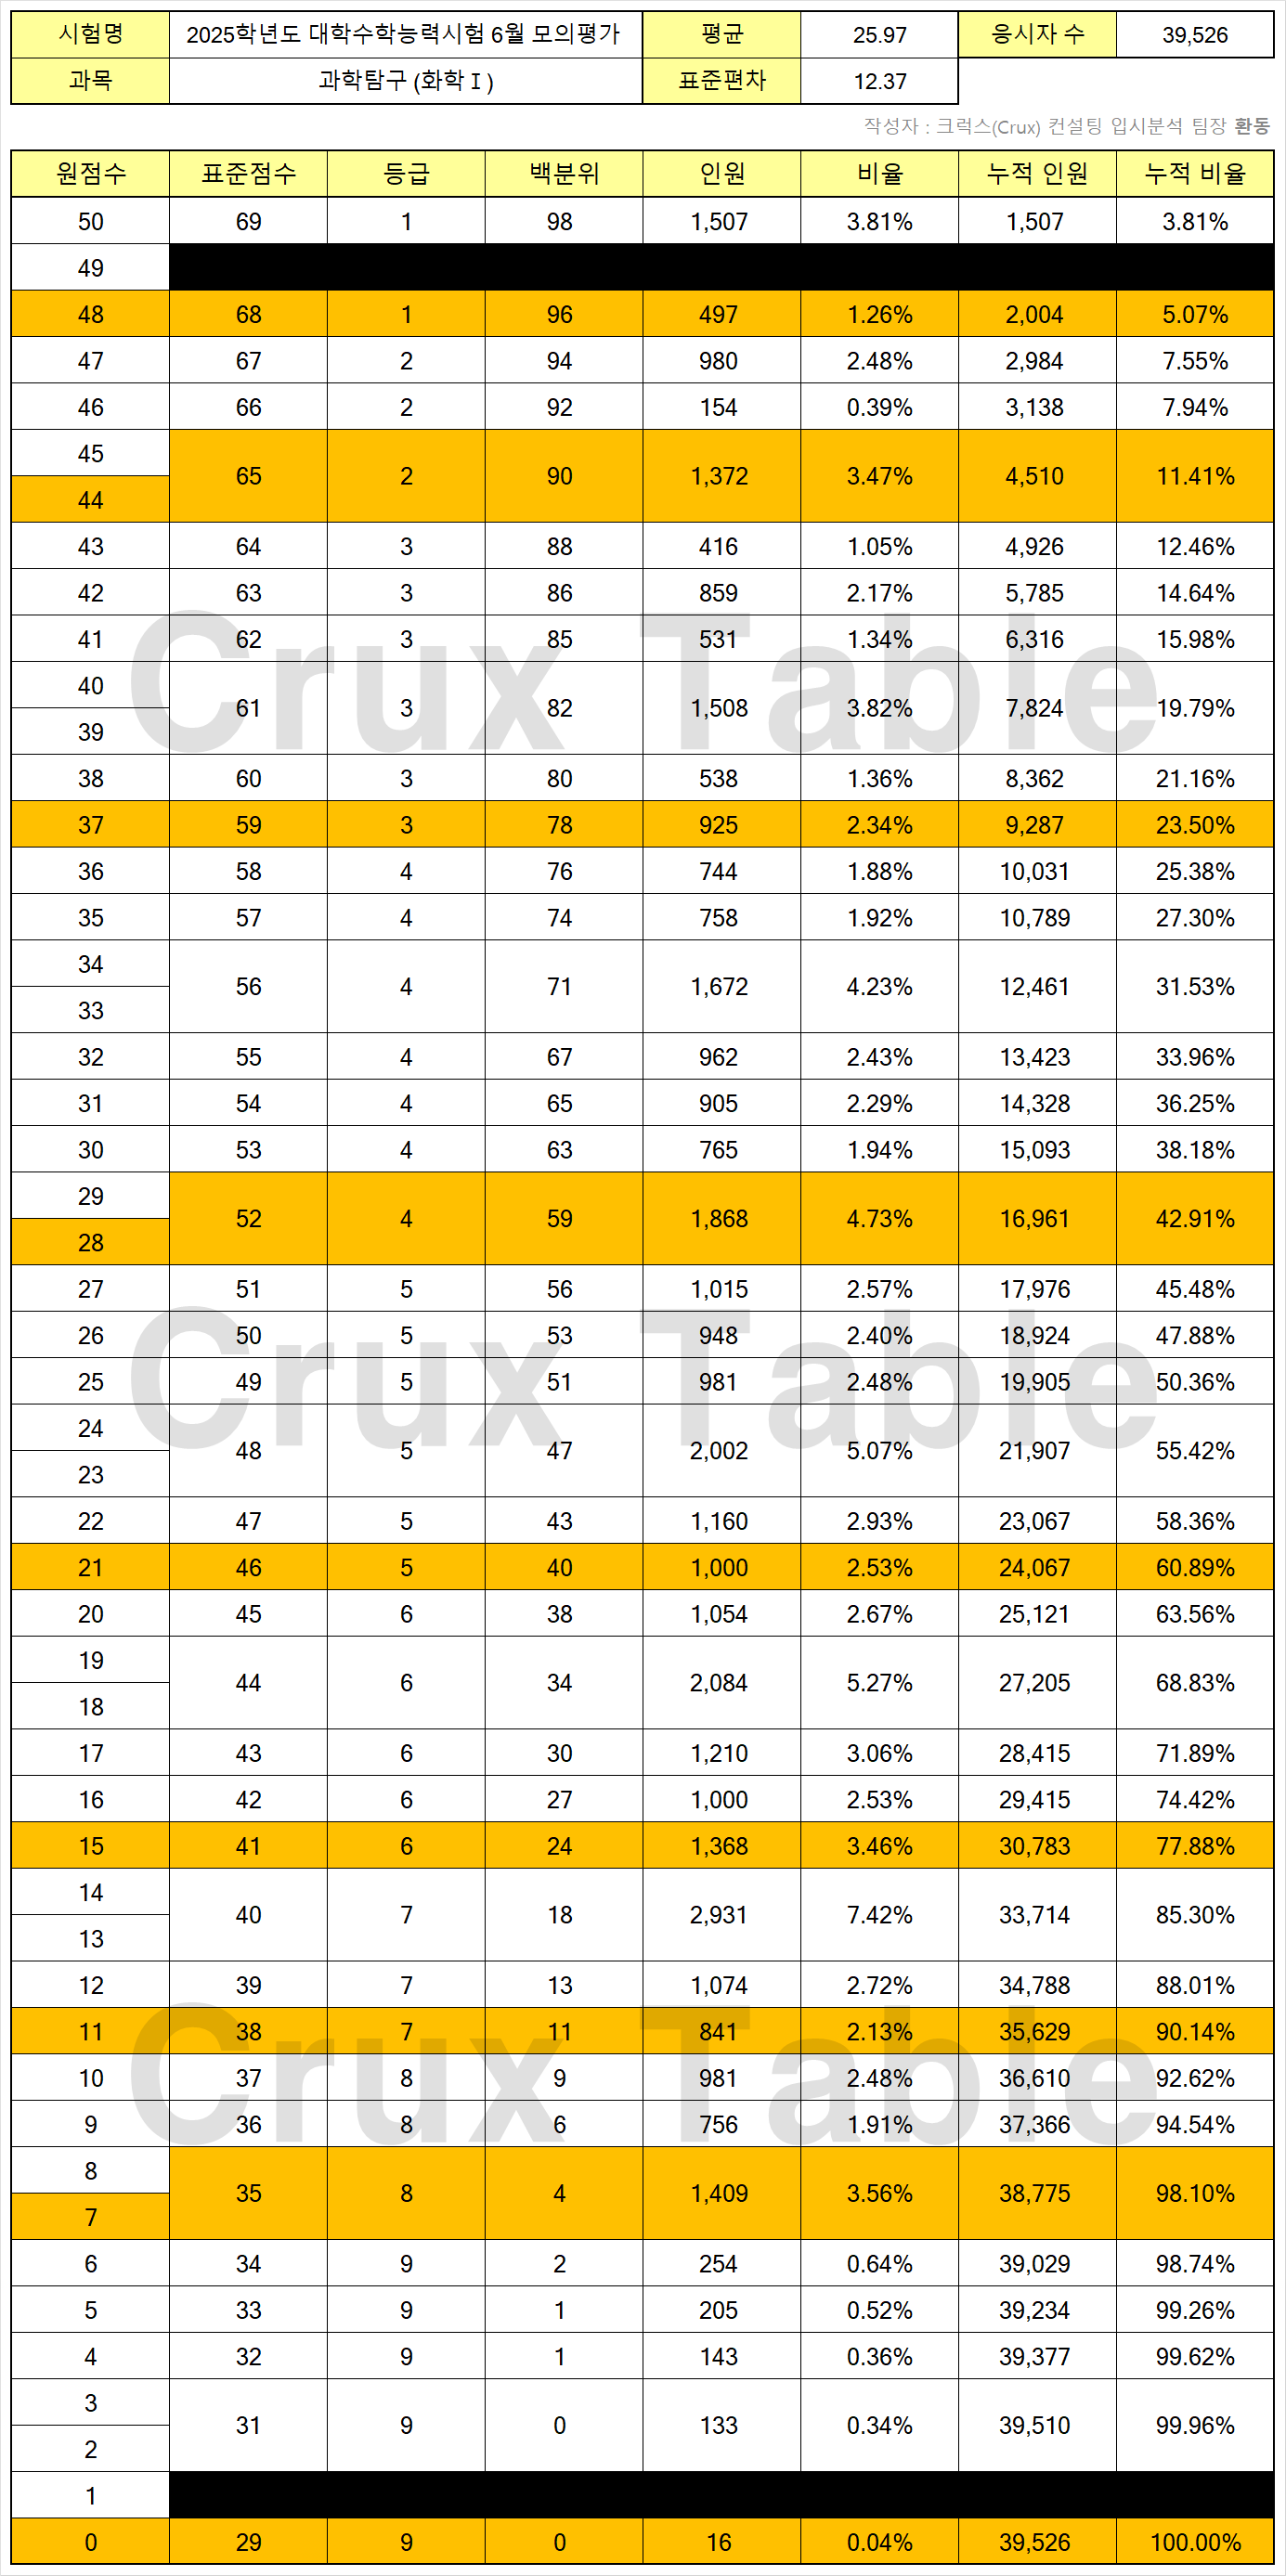 시험명 2025학년도 대학수학능력시험 6월 모의평가 평균 25.97 응시자 수 39,526
과목 과학탐구 (화학Ⅰ) 표준편차 12.37
작성자 : 크럭스(Crux) 컨설팅 입시분석 팀장 환동
원점수 표준점수 등급 백분위 인원 비율 누적 인원 누적 비율
50 69 1 98 1,507 3.81% 1,507 3.81%
49
48 68 1 96 497 1.26% 2,004 5.07%
47 67 2 94 980 2.48% 2,984 7.55%
46 66 2 92 154 0.39% 3,138 7.94%
45
65 2 90 1,372 3.47% 4,510 11.41%
44
43 64 3 88 416 1.05% 4,926 12.46%
42 63 3 86 859 2.17% 5,785 14.64%
41 62 3 85 531 1.34% 6,316 15.98%
Crux Table
40
61 3 82 1,508 3.82% 7,824 19.79%
39
38 60 3 80 538 1.36% 8,362 21.16%
37 59 3 78 925 2.34% 9,287 23.50%
36 58 4 76 744 1.88% 10,031 25.38%
35 57 4 74 758 1.92% 10,789 27.30%
34
56 4 71 1,672 4.23% 12,461 31.53%
33
32 55 4 67 962 2.43% 13,423 33.96%
31 54 4 65 905 2.29% 14,328 36.25%
30 53 4 63 765 1.94% 15,093 38.18%
29
52 4 59 1,868 4.73% 16,961 42.91%
28
27 51 5 56 1,015 2.57% 17,976 45.48%
26 50 5 53 948 2.40% 18,924 47.88%
Crux Table
25 49 5 51 981 2.48% 19,905 50.36%
24
48 5 47 2,002 5.07% 21,907 55.42%
23
22 47 5 43 1,160 2.93% 23,067 58.36%
21 46 5 40 1,000 2.53% 24,067 60.89%
20 45 6 38 1,054 2.67% 25,121 63.56%
19
44 6 34 2,084 5.27% 27,205 68.83%
18
17 43 6 30 1,210 3.06% 28,415 71.89%
16 42 6 27 1,000 2.53% 29,415 74.42%
15 41 6 24 1,368 3.46% 30,783 77.88%
14
40 7 18 2,931 7.42% 33,714 85.30%
13
12 39 7 13 1,074 2.72% 34,788 88.01%
11 38 7 11 841 2.13% 35,629 90.14%
Crux Table
10 37 8 9 981 2.48% 36,610 92.62%
9 36 8 6 756 1.91% 37,366 94.54%
8
35 8 4 1,409 3.56% 38,775 98.10%
7
6 34 9 2 254 0.64% 39,029 98.74%
5 33 9 1 205 0.52% 39,234 99.26%
4 32 9 1 143 0.36% 39,377 99.62%
3
31 9 0 133 0.34% 39,510 99.96%
2
1
0 29 9 0 16 0.04% 39,526 100.00%